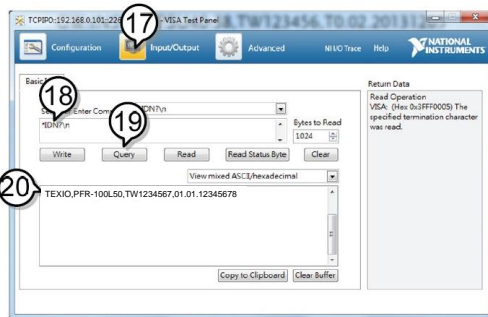 TCPIP0::192.168.0.101::226
- VISA Test Panel
17
Configuration
Input/Output
Advanced
NI I/O Trace
Help
NATIONAL INSTRUMENTS
18
19
*IDN?\n
*IDN?\n
Bytes to Read
1024
Write
Query
Read
Read Status Byte
Clear
View mixed ASCII/hexadecimal
20
TEXIO,PFR-100L50,TW1234567,01.01.12345678
Copy to Clipboard
Clear Buffer
Return Data
Read Operation
VISA: (Hex 0x3FFF0005) The
specified termination character
was read.